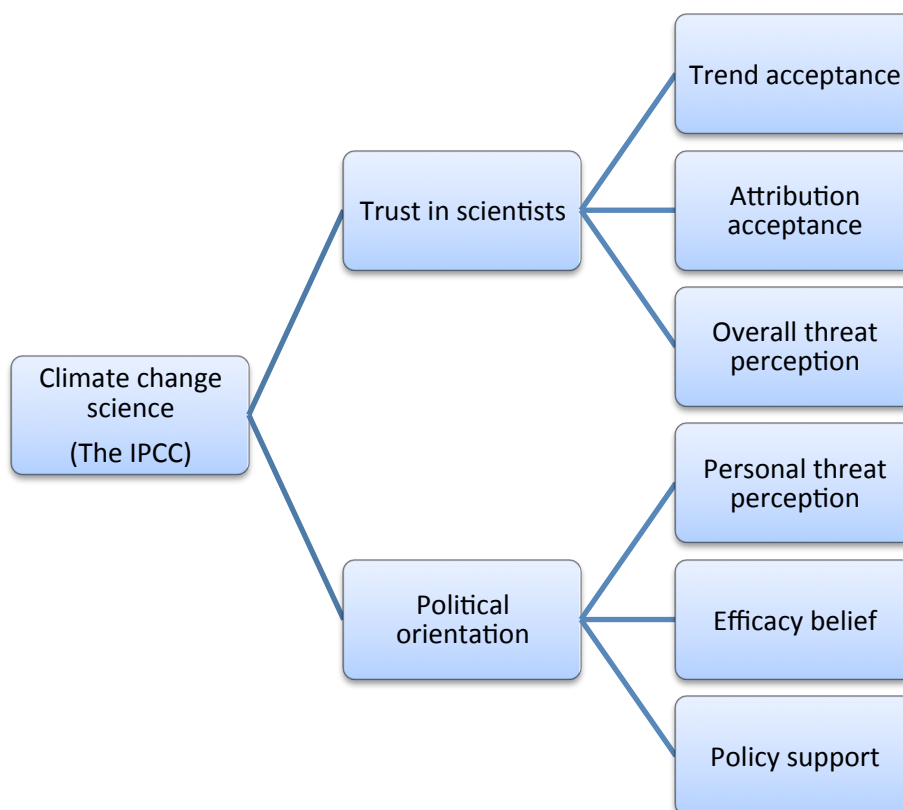 Trend acceptance
Trust in scientists
Attribution
acceptance
Overall threat
perception
Climate change
science
(The IPCC)
Personal threat
perception
Political
orientation
Efficacy belief
Policy support